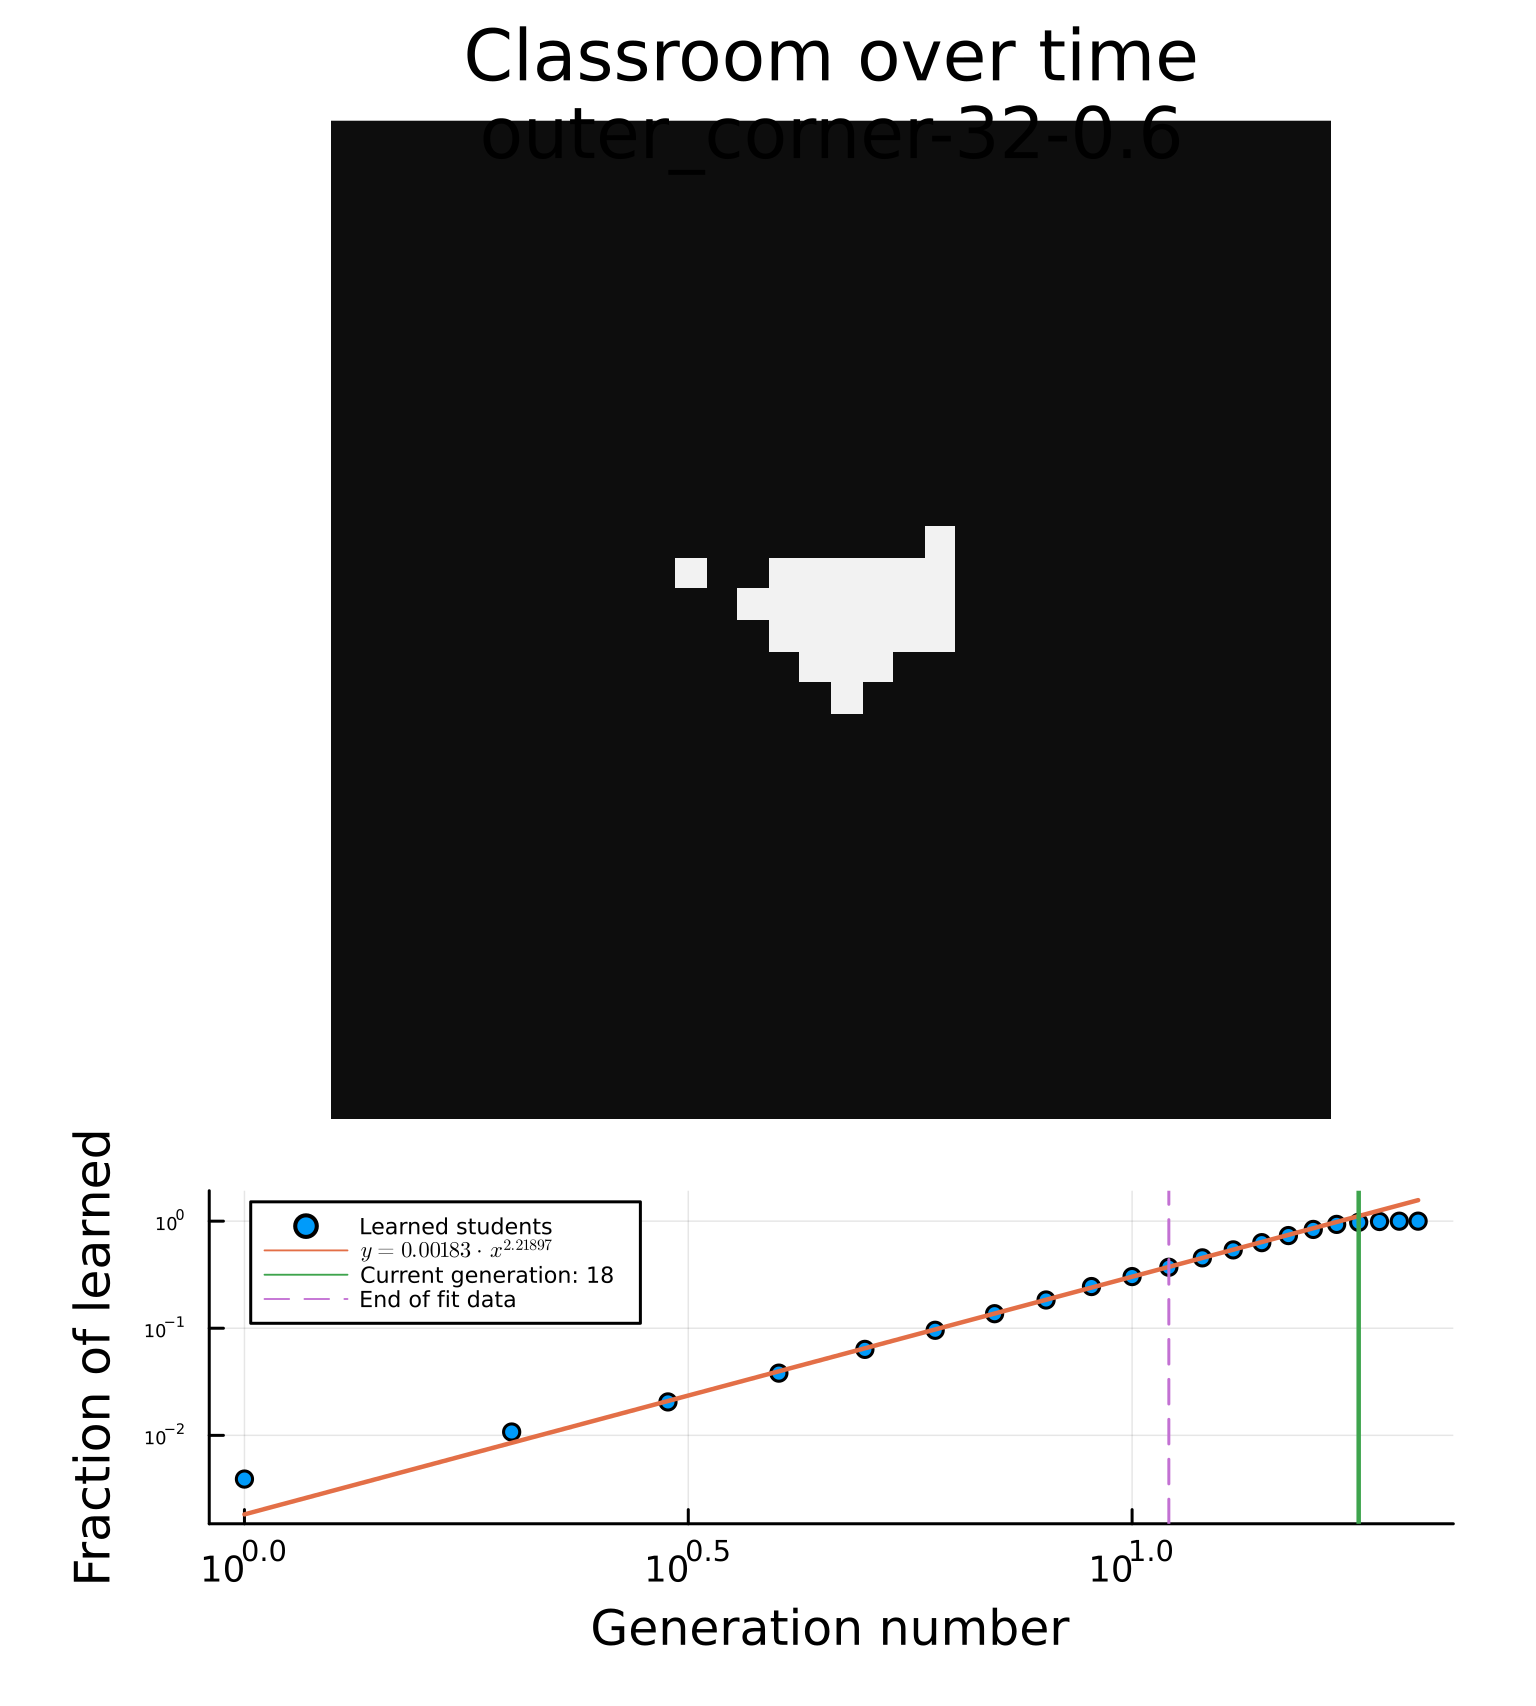 Classroom over time
outer_corner-32-0.6
Fraction of learned
10^0
10^−1
10^−2
Learned students
y = 0.00183 · x^2.21897
Current generation: 18
End of fit data
10^0.0 10^0.5 10^1.0
Generation number